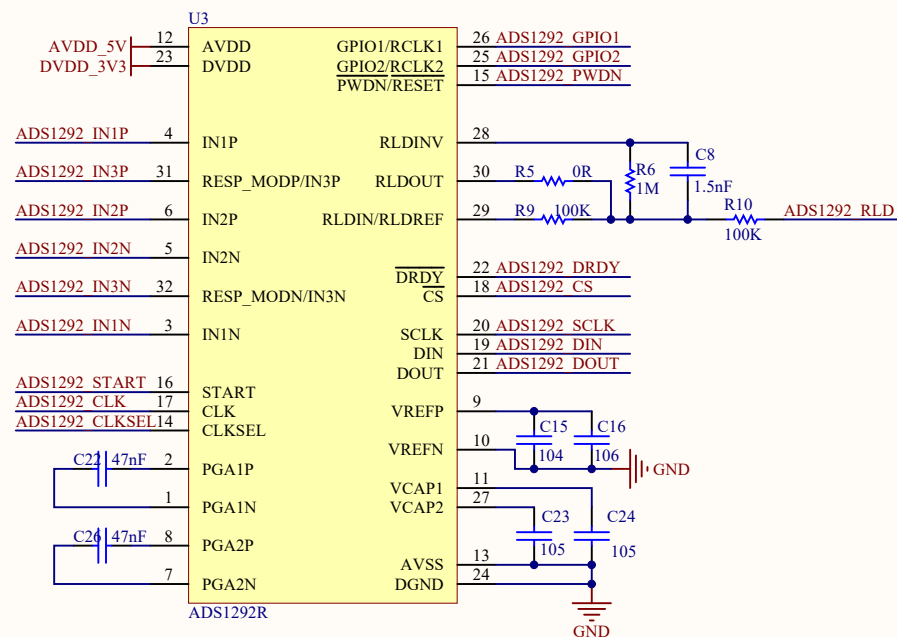 U3
AVDD_5V 12 AVDD GPIO1/RCLK1 26 ADS1292_GPIO1
DVDD_3V3 23 DVDD GPIO2/RCLK2 25 ADS1292_GPIO2
PWDN/RESET 15 ADS1292_PWDN
ADS1292_IN1P 4 IN1P RLDINV 28
C8
R6
1M
1.5nF
ADS1292_IN3P 31 RESP_MODP/IN3P RLDOUT 30 R5 0R
ADS1292_IN2P 6 IN2P RLDIN/RLDREF 29 R9 100K R10 ADS1292_RLD
100K
ADS1292_IN2N 5 IN2N
DRDY 22 ADS1292_DRDY
ADS1292_IN3N 32 RESP_MODN/IN3N CS 18 ADS1292_CS
ADS1292_IN1N 3 IN1N SCLK 20 ADS1292_SCLK
DIN 19 ADS1292_DIN
DOUT 21 ADS1292_DOUT
ADS1292_START 16 START
ADS1292_CLK 17 CLK VREFP 9
ADS1292_CLKSEL 14 CLKSEL
C15 C16
VREFN 10 104 106
C22 47nF 2 PGA1P GND
VCAP1 11
1 PGA1N VCAP2 27
C23 C24
C26 47nF 8 PGA2P 105 105
AVSS 13
7 PGA2N DGND 24
ADS1292R
GND